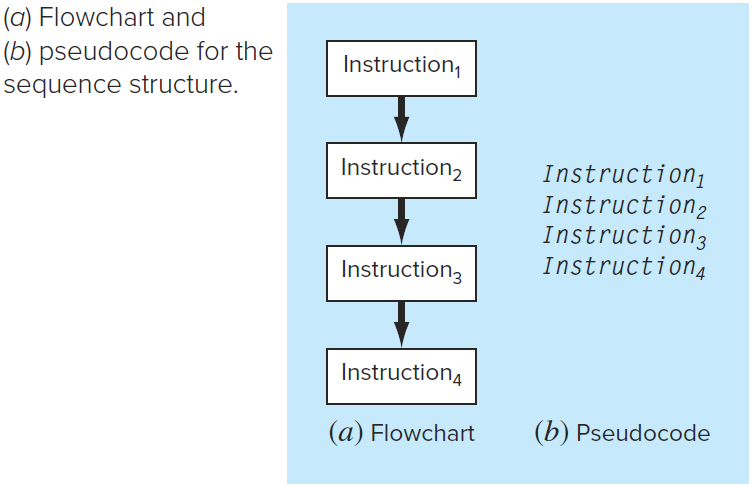 (a) Flowchart and
(b) pseudocode for the
sequence structure.
Instruction₁
Instruction₂
Instruction₃
Instruction₄
Instruction₁
Instruction₂
Instruction₃
Instruction₄
(a) Flowchart
(b) Pseudocode